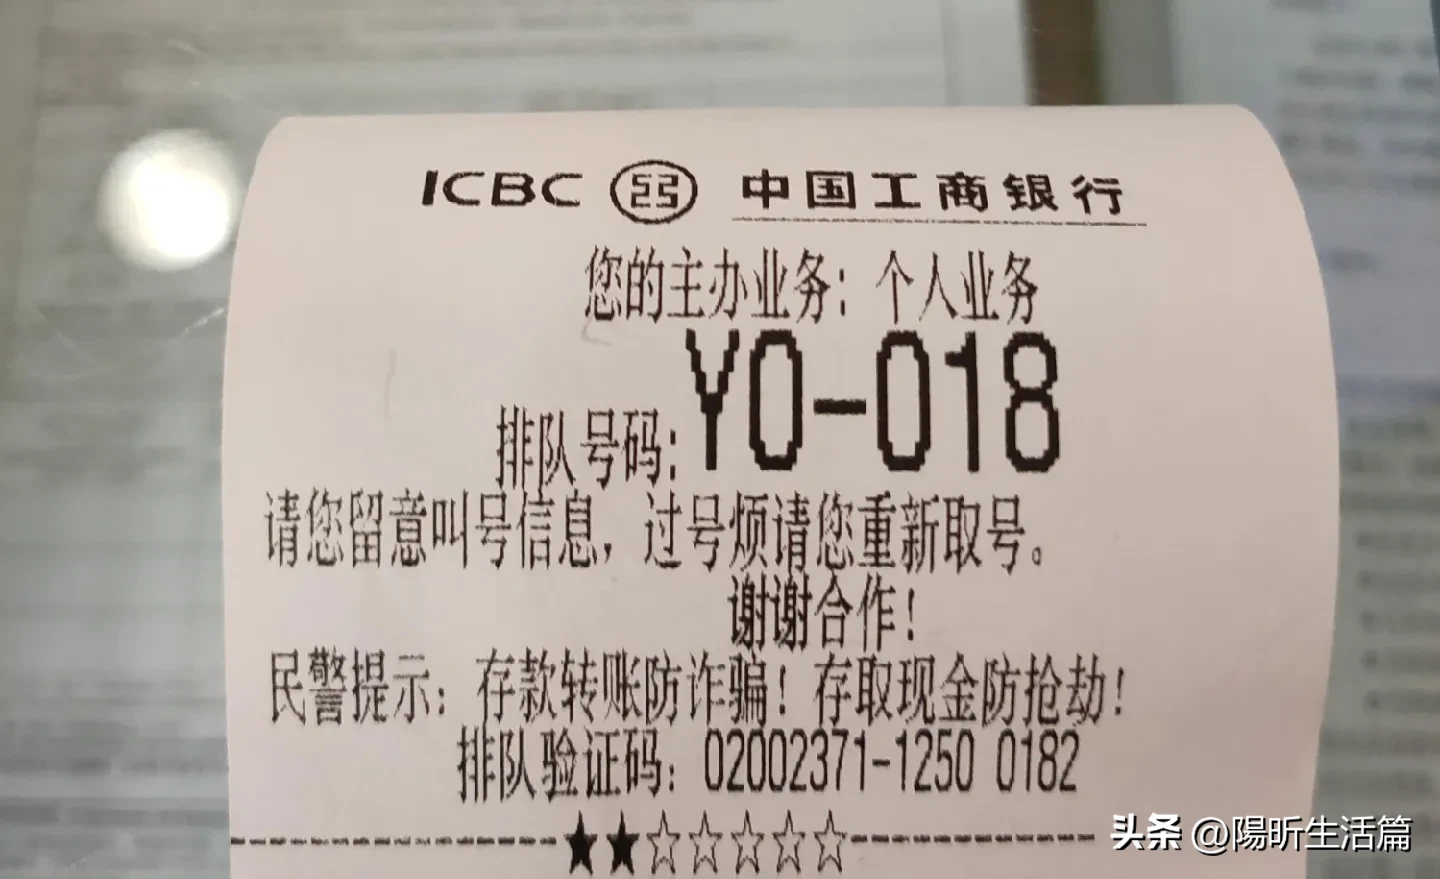 ICBC 中国工商银行
您的主办业务：个人业务
排队号码：Y0-018
请您留意叫号信息，过号烦请您重新取号。
谢谢合作！
民警提示：存款转账防诈骗！存取现金防抢劫！
排队验证码：02002371-1250 0182
★★☆☆☆☆☆
头条 @陽昕生活篇